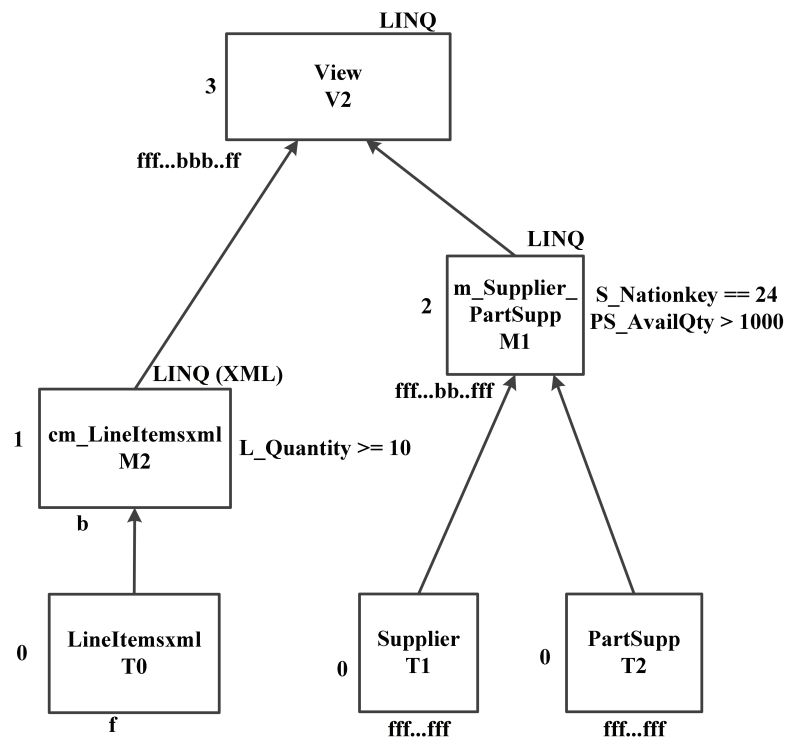 LINQ
View
V2
3
fff...bbb..ff
LINQ
m_Supplier_
PartSupp
M1
2
S_Nationkey == 24
PS_AvailQty > 1000
fff...bb..fff
LINQ (XML)
cm_LineItemsxml
M2
1
L_Quantity >= 10
b
LineItemsxml
T0
0
f
Supplier
T1
0
fff...fff
PartSupp
T2
0
fff...fff